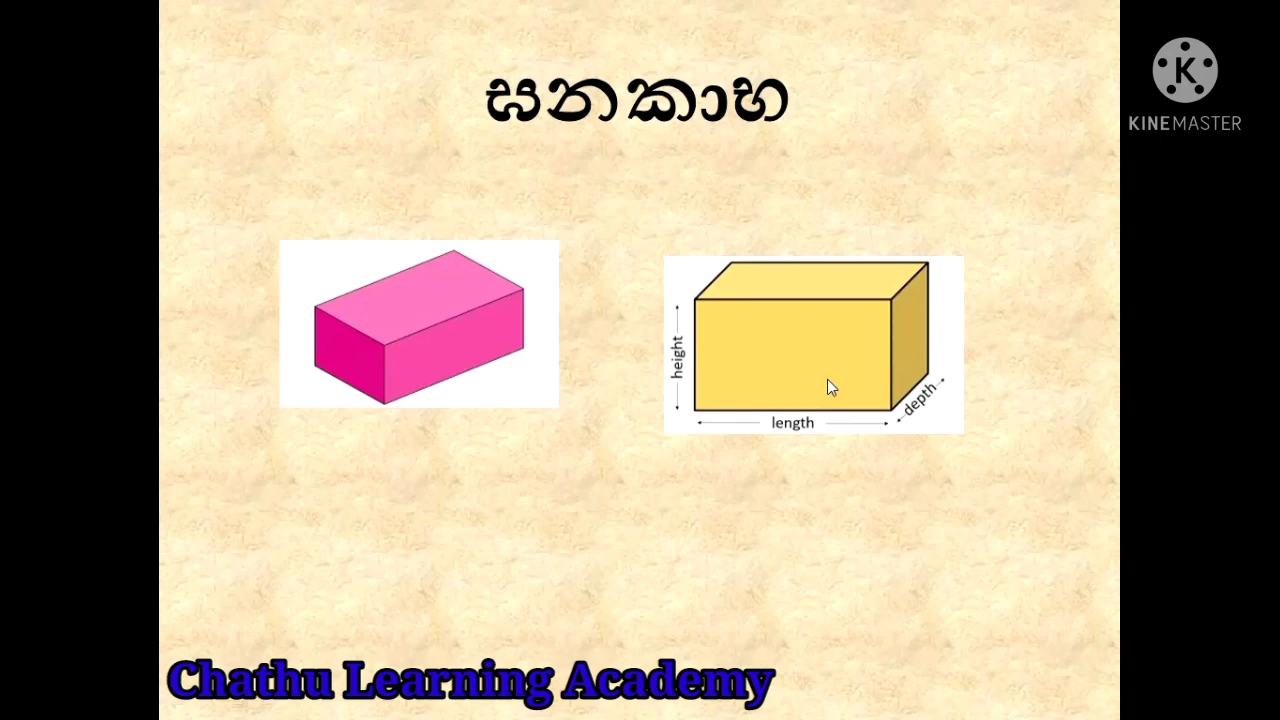 ඝනකාභ
KINEMASTER
height
length
depth
Chathu Learning Academy